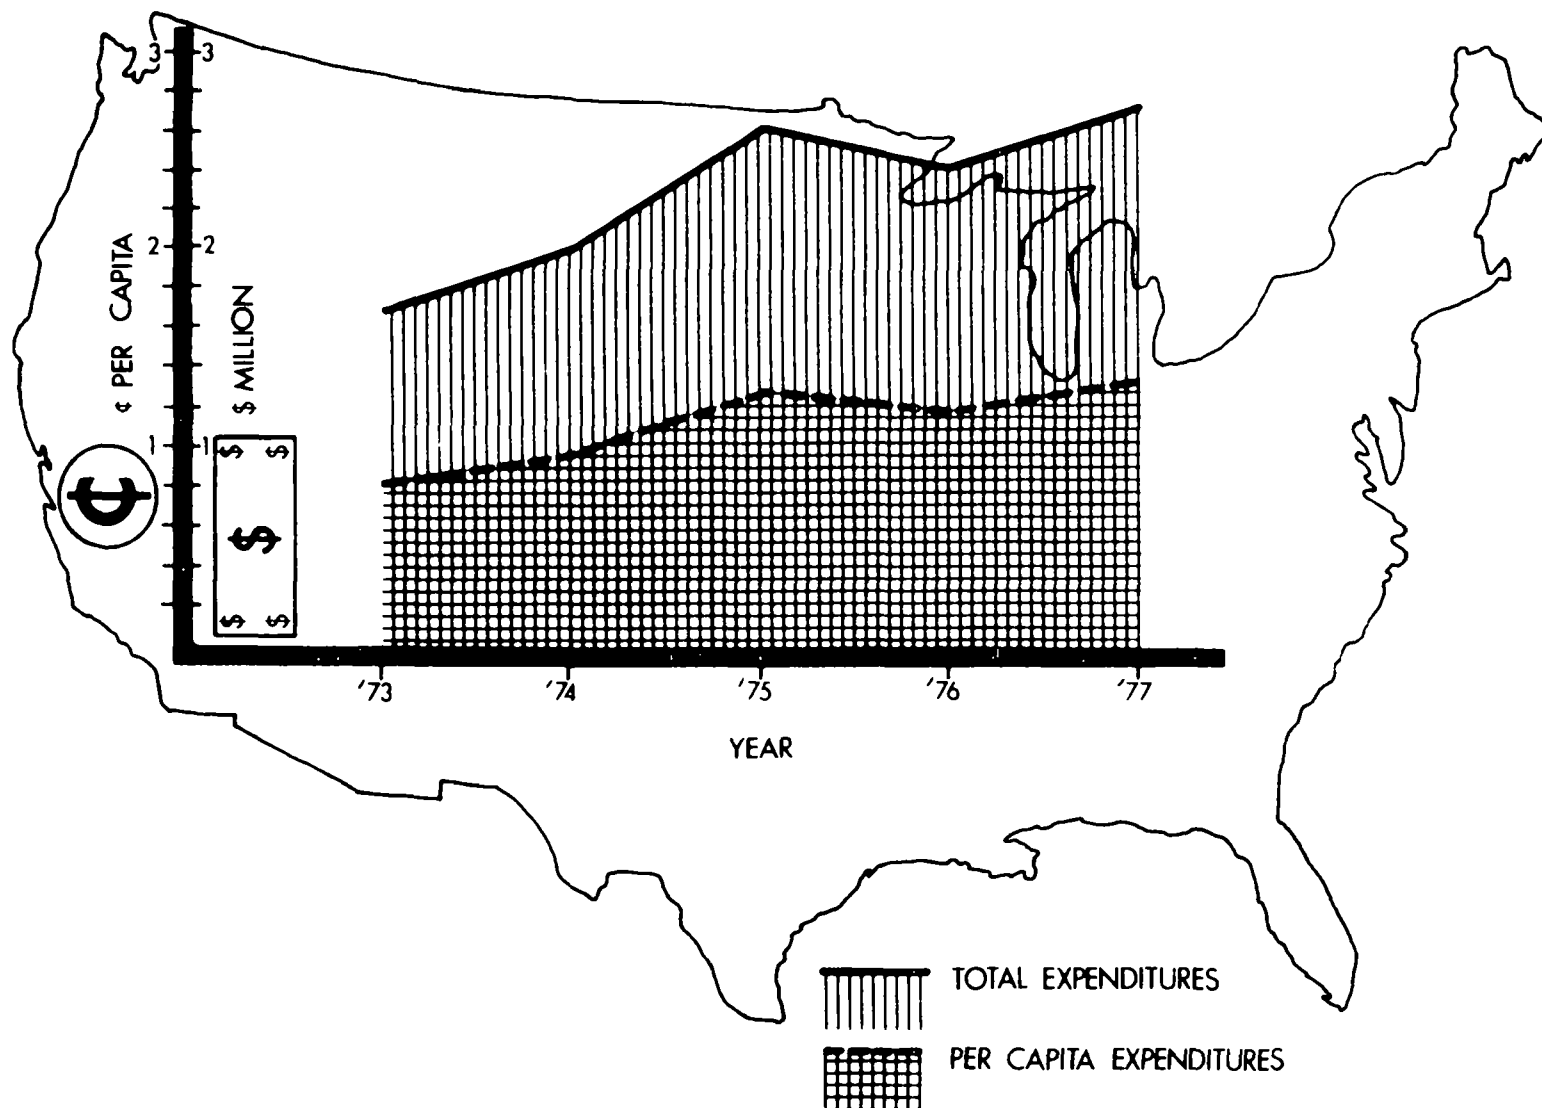 3 3
2 2
1 1
¢ PER CAPITA
$ MILLION
¢
$ $
$
$ $
'73 '74 '75 '76 '77
YEAR
TOTAL EXPENDITURES
PER CAPITA EXPENDITURES